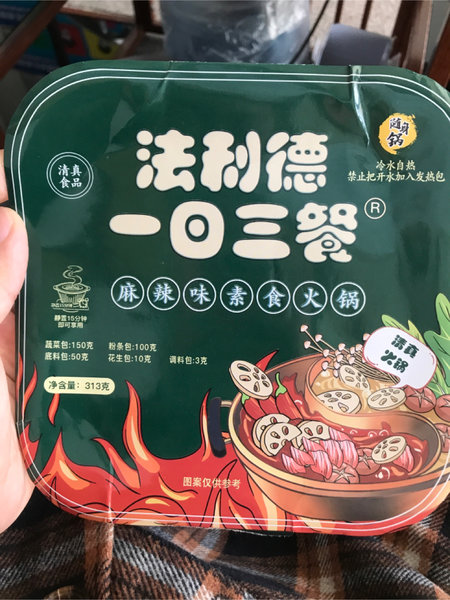 随身
锅
冷水自热
禁止把开水加入发热包
清真
食品
法利德
一日三餐®
麻辣味素食火锅
静置15分钟
即可享用
蔬菜包:150克 粉条包:100克
底料包:50克 花生包:10克 调料包:3克
净含量: 313克
清真
火锅
图案仅供参考